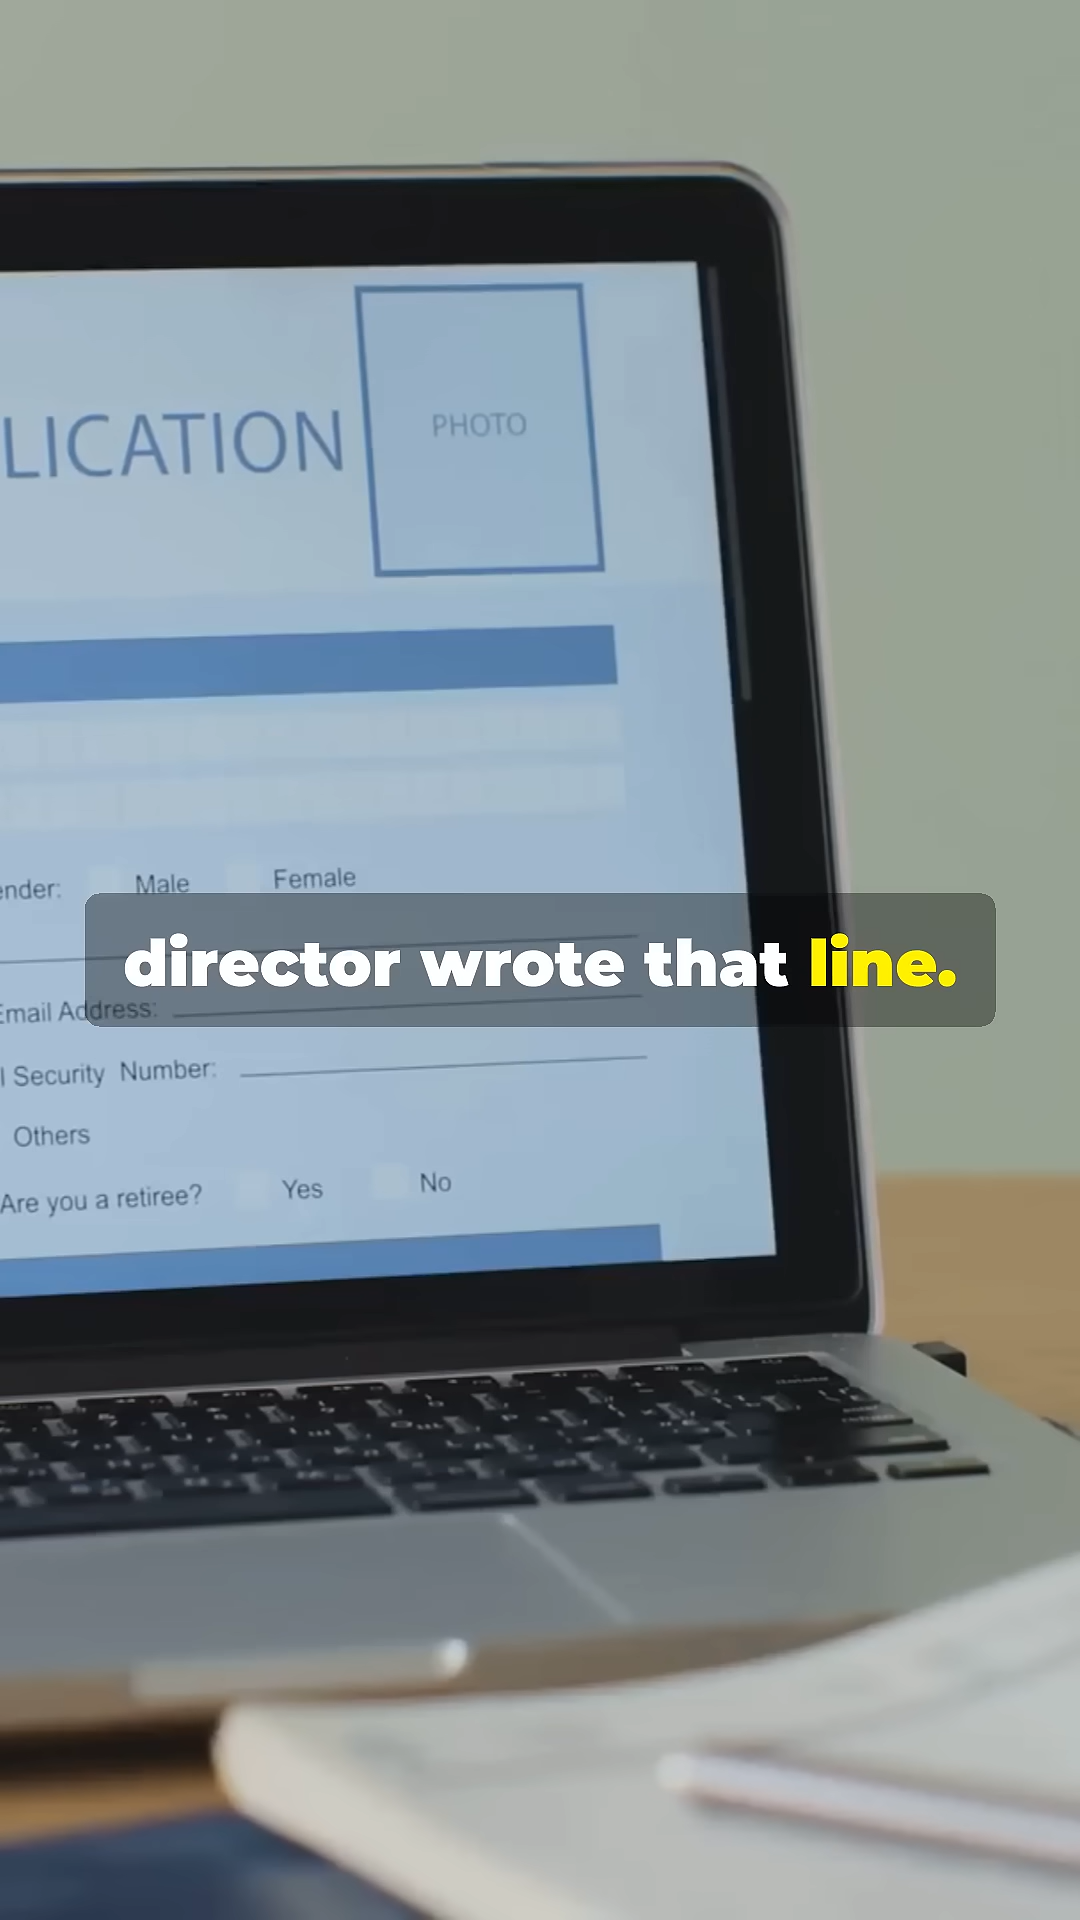 LICATION
PHOTO
ender: Male Female
director wrote that line.
Email Address:
l Security Number:
Others
Are you a retiree? Yes No